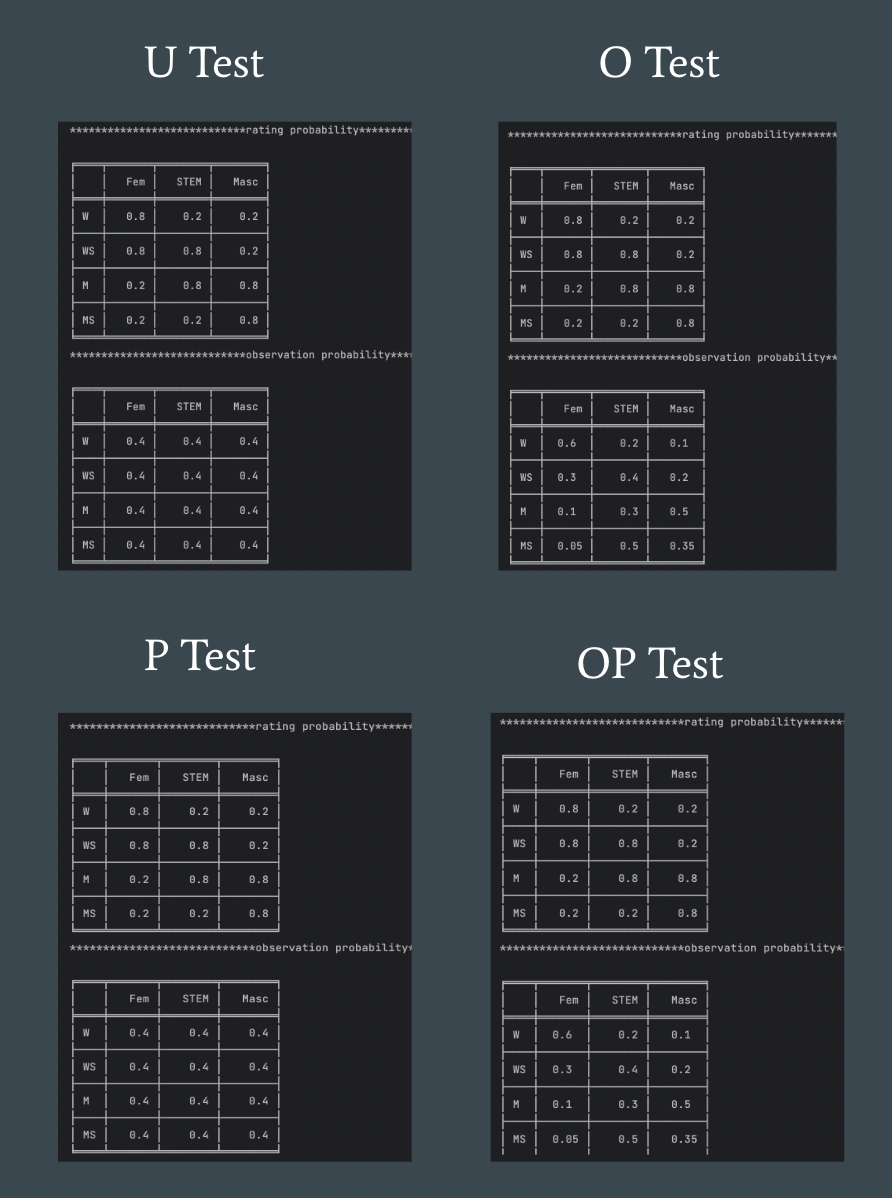 U Test
*****************************rating probability*********
Fem STEM Masc
W 0.8 0.2 0.2
WS 0.8 0.8 0.2
M 0.2 0.8 0.8
MS 0.2 0.2 0.8
*****************************observation probability****
Fem STEM Masc
W 0.4 0.4 0.4
WS 0.4 0.4 0.4
M 0.4 0.4 0.4
MS 0.4 0.4 0.4
O Test
*****************************rating probability*******
Fem STEM Masc
W 0.8 0.2 0.2
WS 0.8 0.8 0.2
M 0.2 0.8 0.8
MS 0.2 0.2 0.8
*****************************observation probability**
Fem STEM Masc
W 0.6 0.2 0.1
WS 0.3 0.4 0.2
M 0.1 0.3 0.5
MS 0.05 0.5 0.35
P Test
*****************************rating probability******
Fem STEM Masc
W 0.8 0.2 0.2
WS 0.8 0.8 0.2
M 0.2 0.8 0.8
MS 0.2 0.2 0.8
*****************************observation probability*
Fem STEM Masc
W 0.4 0.4 0.4
WS 0.4 0.4 0.4
M 0.4 0.4 0.4
MS 0.4 0.4 0.4
OP Test
*****************************rating probability*******
Fem STEM Masc
W 0.8 0.2 0.2
WS 0.8 0.8 0.2
M 0.2 0.8 0.8
MS 0.2 0.2 0.8
*****************************observation probability**
Fem STEM Masc
W 0.6 0.2 0.1
WS 0.3 0.4 0.2
M 0.1 0.3 0.5
MS 0.05 0.5 0.35